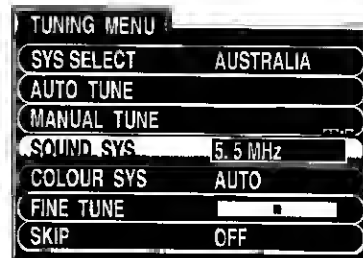 TUNING MENU
SYS SELECT AUSTRALIA
AUTO TUNE
MANUAL TUNE
SOUND SYS 5.5 MHz
COLOUR SYS AUTO
FINE TUNE
SKIP OFF